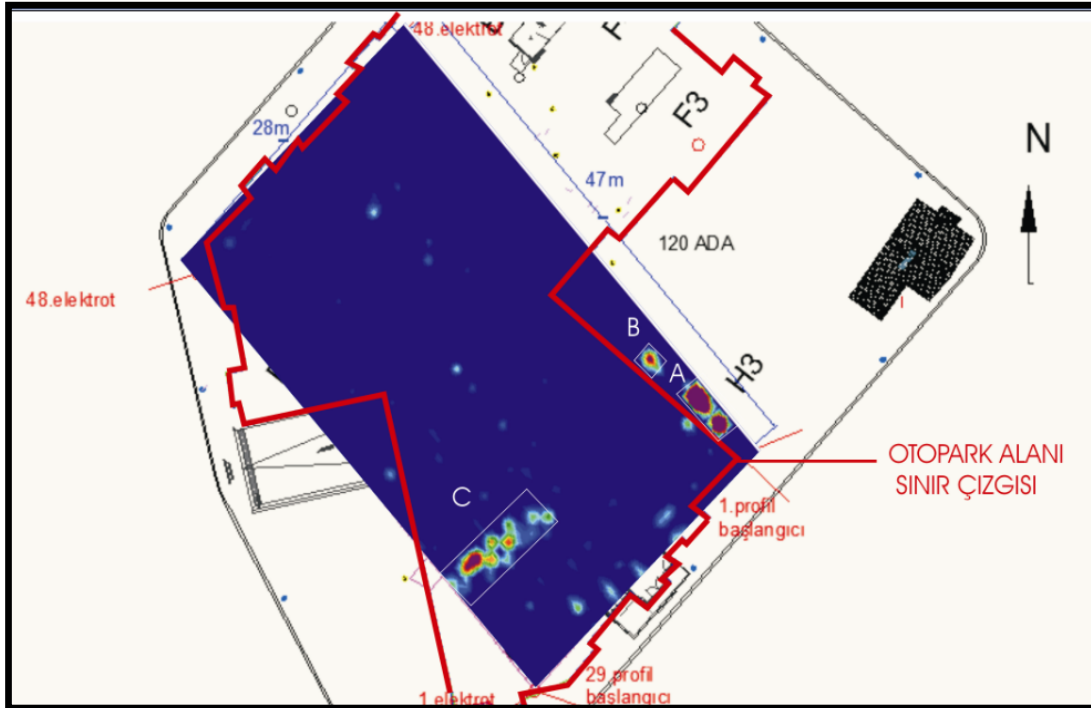 48.elektrot
28m
F3
47m
N
120 ADA
48.elektrot
B
A
H3
OTOPARK ALANI
SINIR ÇIZGISI
C
1.profil
başlangıcı
29.profil
başlangıcı
1.elektrot